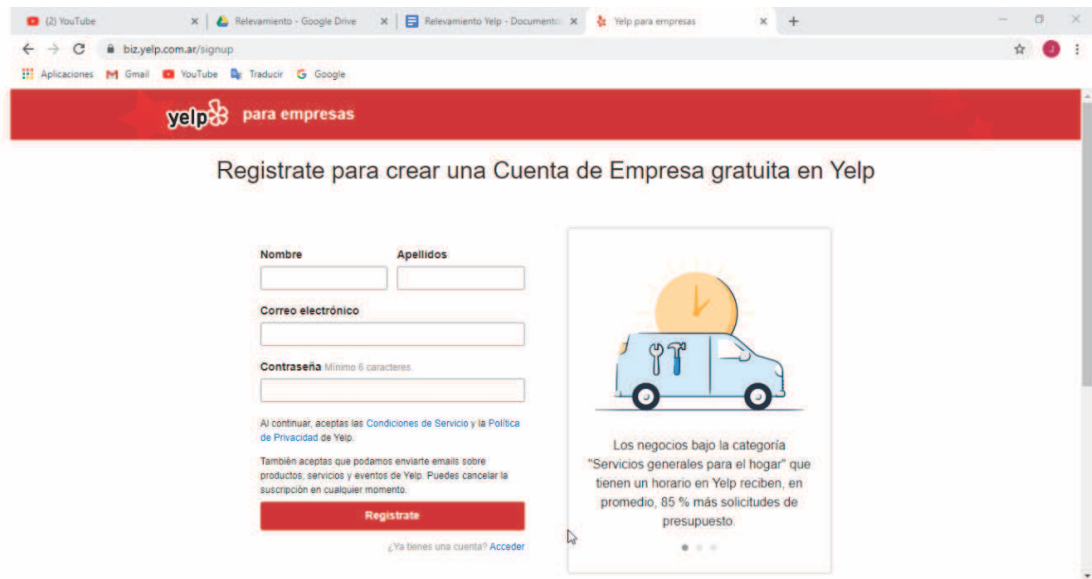 (2) YouTube
Relevamiento - Google Drive
Relevamiento Yelp - Documento
Yelp para empresas
biz.yelp.com.ar/signup
J
Aplicaciones
Gmail
YouTube
Traducir
Google
yelp
para empresas
Registrate para crear una Cuenta de Empresa gratuita en Yelp
Nombre
Apellidos
Correo electrónico
Contraseña Mínimo 6 caracteres
Al continuar, aceptas las Condiciones de Servicio y la Política
de Privacidad de Yelp.
También aceptas que podamos enviarte emails sobre
productos, servicios y eventos de Yelp. Puedes cancelar la
suscripción en cualquier momento.
Registrate
¿Ya tienes una cuenta? Acceder
Los negocios bajo la categoría
"Servicios generales para el hogar" que
tienen un horario en Yelp reciben, en
promedio, 85 % más solicitudes de
presupuesto.